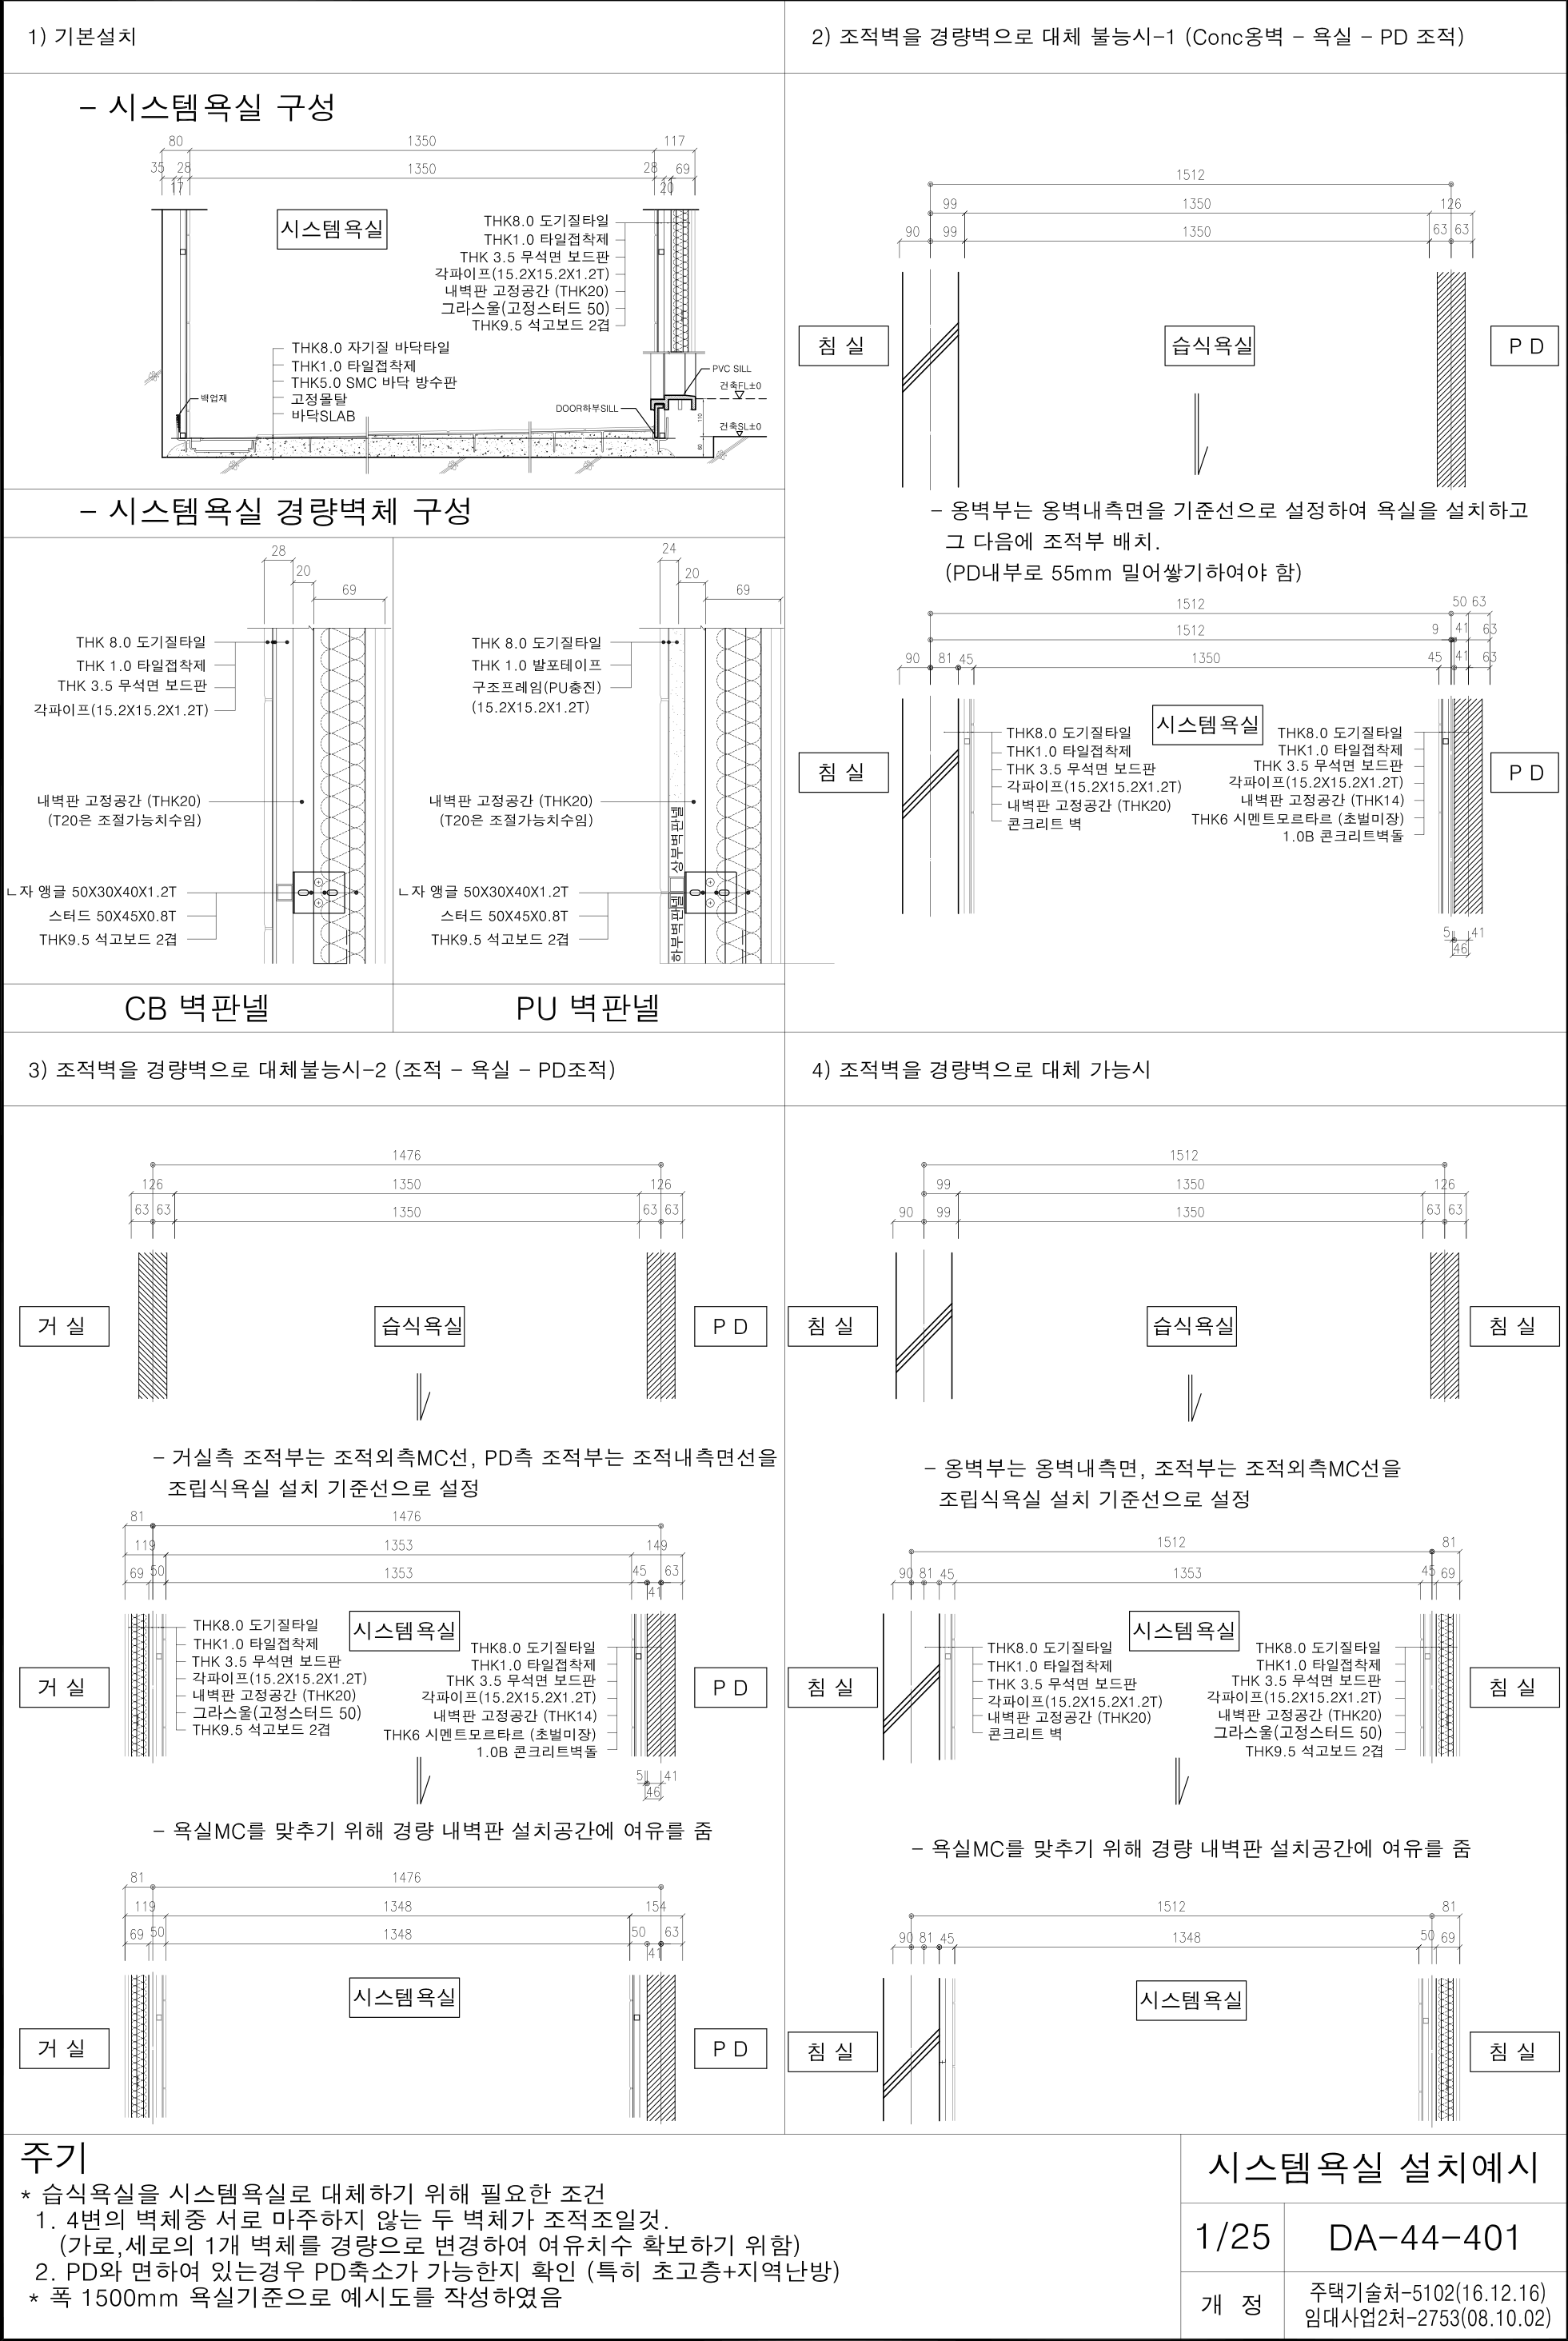 1) 기본설치
- 시스템욕실 구성
80 1350 117
35 28 1350 28 69
17 20
시스템욕실
THK8.0 도기질타일
THK1.0 타일접착제
THK 3.5 무석면 보드판
각파이프(15.2X15.2X1.2T)
내벽판 고정공간 (THK20)
그라스울(고정스터드 50)
THK9.5 석고보드 2겹
THK8.0 자기질 바닥타일
THK1.0 타일접착제
THK5.0 SMC 바닥 방수판
고정몰탈
바닥SLAB
백업재
PVC SILL
건축FL±0
DOOR하부SILL
110
건축SL±0
60
- 시스템욕실 경량벽체 구성
28
20
69
THK 8.0 도기질타일
THK 1.0 타일접착제
THK 3.5 무석면 보드판
각파이프(15.2X15.2X1.2T)
내벽판 고정공간 (THK20)
(T20은 조절가능치수임)
ㄴ자 앵글 50X30X40X1.2T
스터드 50X45X0.8T
THK9.5 석고보드 2겹
CB 벽판넬
24
20
69
THK 8.0 도기질타일
THK 1.0 발포테이프
구조프레임(PU충진)
(15.2X15.2X1.2T)
내벽판 고정공간 (THK20)
(T20은 조절가능치수임)
상부벽판넬
ㄴ자 앵글 50X30X40X1.2T
스터드 50X45X0.8T
THK9.5 석고보드 2겹
하부벽판넬
PU 벽판넬
2) 조적벽을 경량벽으로 대체 불능시-1 (Conc옹벽 - 욕실 - PD 조적)
1512
99 1350 126
90 99 1350 63 63
침 실
습식욕실
P D
- 옹벽부는 옹벽내측면을 기준선으로 설정하여 욕실을 설치하고
그 다음에 조적부 배치.
(PD내부로 55mm 밀어쌓기하여야 함)
1512 50 63
1512 9 41 63
90 81 45 1350 45 41 63
침 실
시스템욕실
P D
THK8.0 도기질타일
THK1.0 타일접착제
THK 3.5 무석면 보드판
각파이프(15.2X15.2X1.2T)
내벽판 고정공간 (THK20)
콘크리트 벽
THK8.0 도기질타일
THK1.0 타일접착제
THK 3.5 무석면 보드판
각파이프(15.2X15.2X1.2T)
내벽판 고정공간 (THK14)
THK6 시멘트모르타르 (초벌미장)
1.0B 콘크리트벽돌
5 41
46
3) 조적벽을 경량벽으로 대체불능시-2 (조적 - 욕실 - PD조적)
1476
126 1350 126
63 63 1350 63 63
거 실
습식욕실
P D
- 거실측 조적부는 조적외측MC선, PD측 조적부는 조적내측면선을
조립식욕실 설치 기준선으로 설정
81 1476
119 1353 149
69 50 1353 45 63
41
거 실
시스템욕실
P D
THK8.0 도기질타일
THK1.0 타일접착제
THK 3.5 무석면 보드판
각파이프(15.2X15.2X1.2T)
내벽판 고정공간 (THK20)
그라스울(고정스터드 50)
THK9.5 석고보드 2겹
THK8.0 도기질타일
THK1.0 타일접착제
THK 3.5 무석면 보드판
각파이프(15.2X15.2X1.2T)
내벽판 고정공간 (THK14)
THK6 시멘트모르타르 (초벌미장)
1.0B 콘크리트벽돌
5 41
46
- 욕실MC를 맞추기 위해 경량 내벽판 설치공간에 여유를 줌
81 1476
119 1348 154
69 50 1348 50 63
41
거 실
시스템욕실
P D
4) 조적벽을 경량벽으로 대체 가능시
1512
99 1350 126
90 99 1350 63 63
침 실
습식욕실
침 실
- 옹벽부는 옹벽내측면, 조적부는 조적외측MC선을
조립식욕실 설치 기준선으로 설정
1512 81
90 81 45 1353 45 69
침 실
시스템욕실
침 실
THK8.0 도기질타일
THK1.0 타일접착제
THK 3.5 무석면 보드판
각파이프(15.2X15.2X1.2T)
내벽판 고정공간 (THK20)
콘크리트 벽
THK8.0 도기질타일
THK1.0 타일접착제
THK 3.5 무석면 보드판
각파이프(15.2X15.2X1.2T)
내벽판 고정공간 (THK20)
그라스울(고정스터드 50)
THK9.5 석고보드 2겹
- 욕실MC를 맞추기 위해 경량 내벽판 설치공간에 여유를 줌
1512 81
90 81 45 1348 50 69
침 실
시스템욕실
침 실
주기
* 습식욕실을 시스템욕실로 대체하기 위해 필요한 조건
1. 4변의 벽체중 서로 마주하지 않는 두 벽체가 조적조일것.
(가로,세로의 1개 벽체를 경량으로 변경하여 여유치수 확보하기 위함)
2. PD와 면하여 있는경우 PD축소가 가능한지 확인 (특히 초고층+지역난방)
* 폭 1500mm 욕실기준으로 예시도를 작성하였음
시스템욕실 설치예시
1/25 DA-44-401
개 정
주택기술처-5102(16.12.16)
임대사업2처-2753(08.10.02)